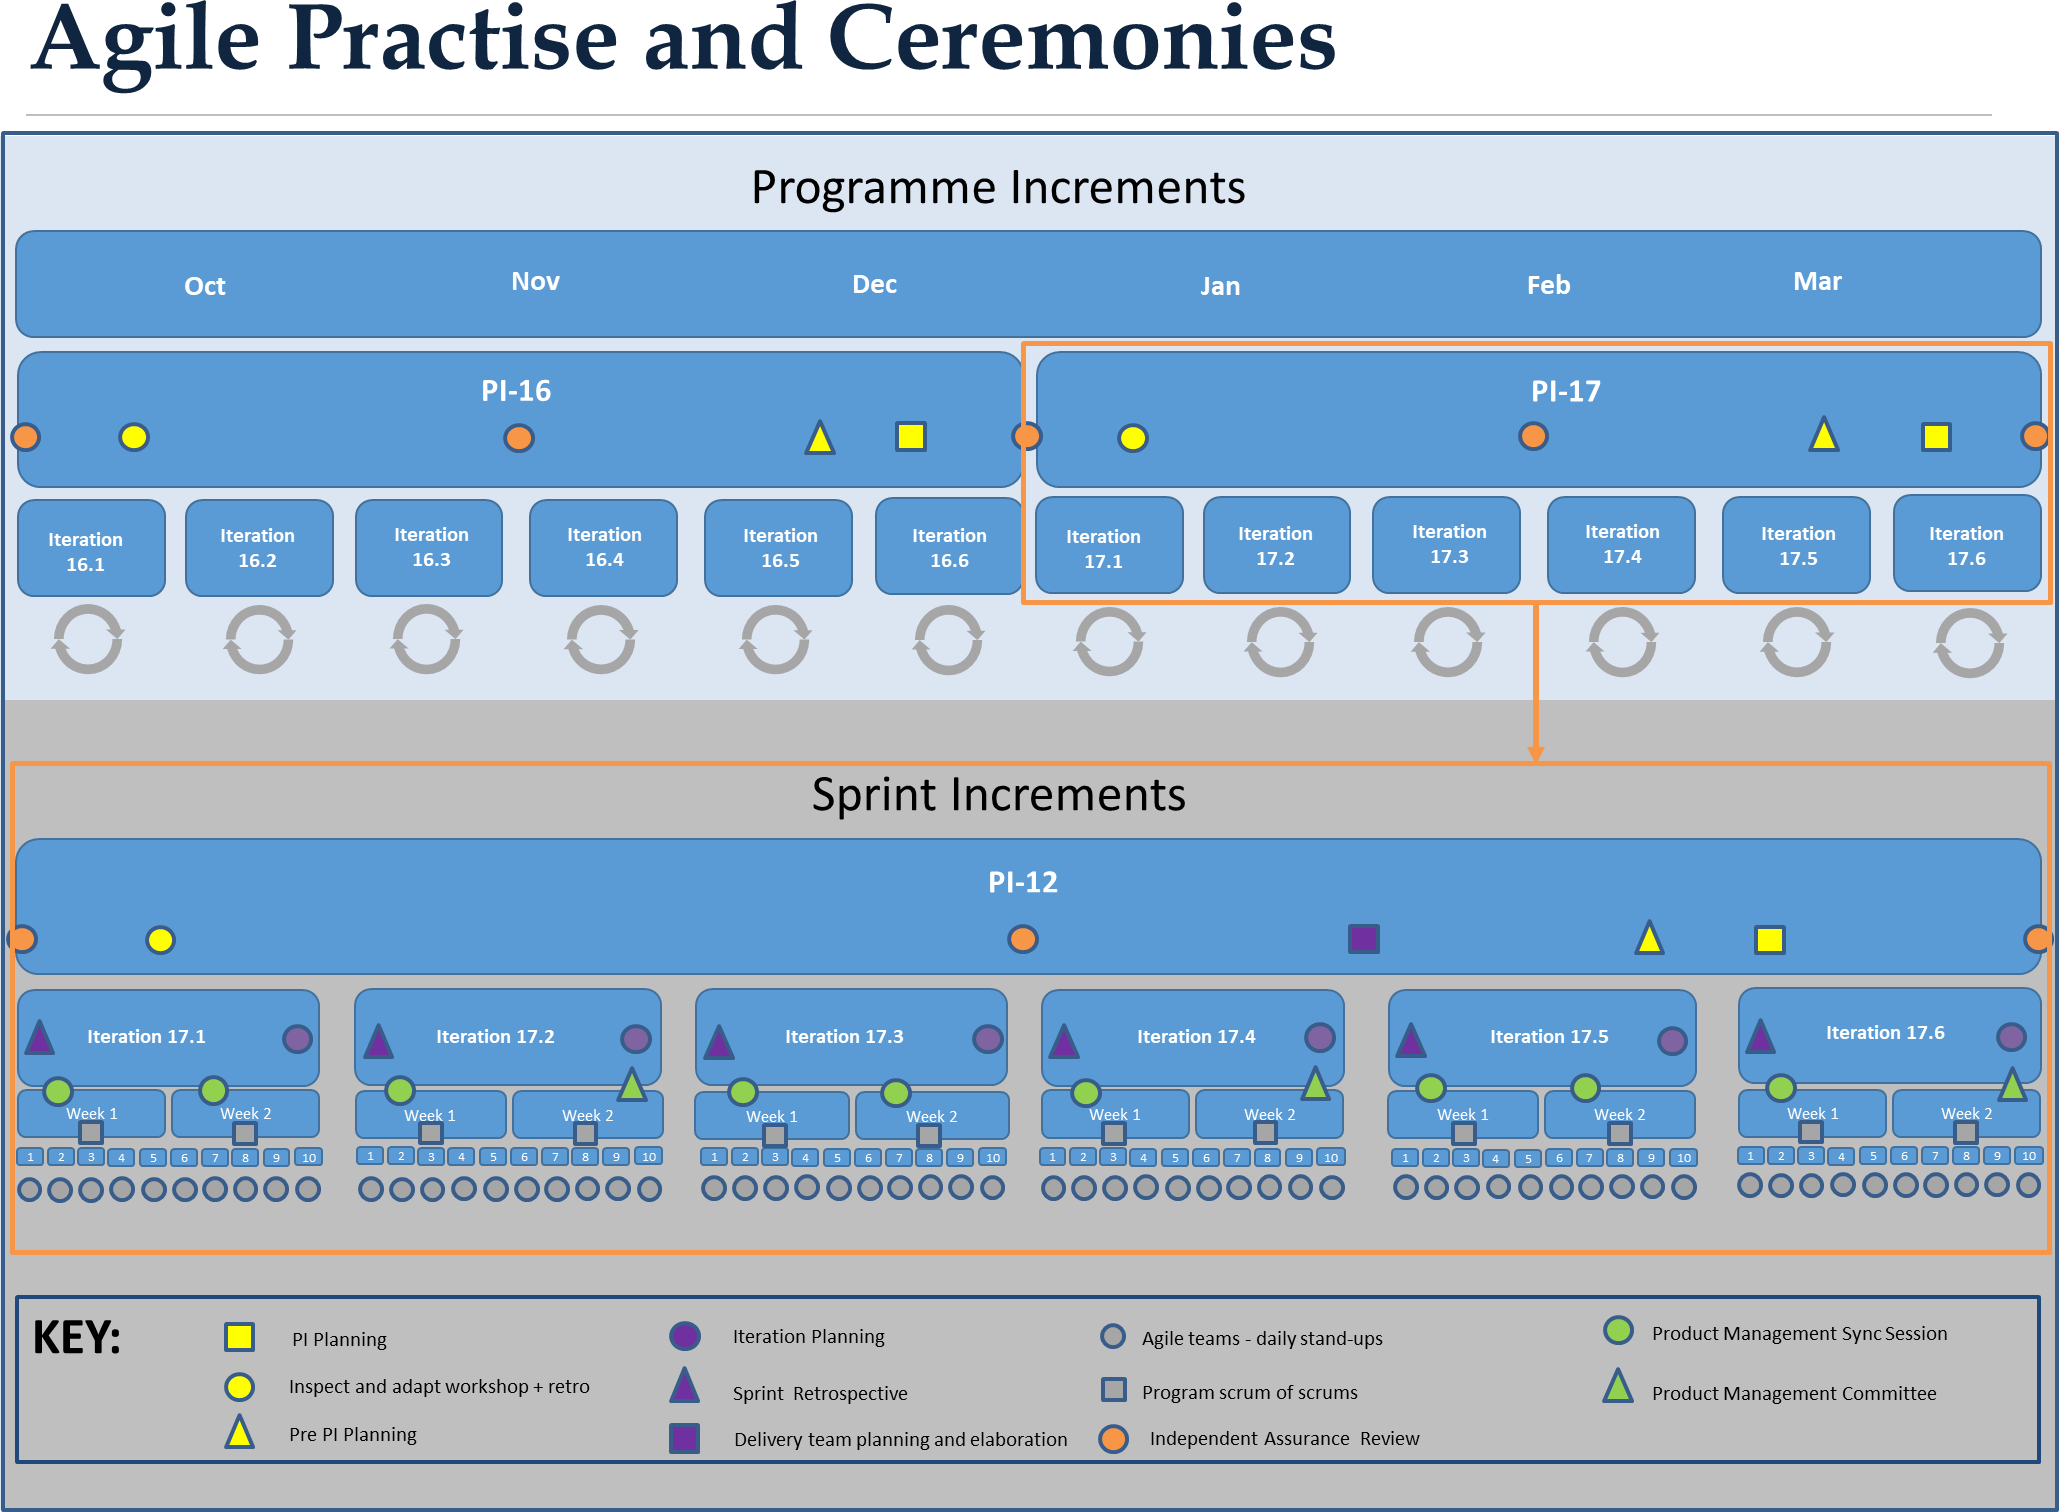 Agile Practise and Ceremonies
Programme Increments
Oct Nov Dec Jan Feb Mar
PI-16 PI-17
Iteration 16.1
Iteration 16.2
Iteration 16.3
Iteration 16.4
Iteration 16.5
Iteration 16.6
Iteration 17.1
Iteration 17.2
Iteration 17.3
Iteration 17.4
Iteration 17.5
Iteration 17.6
Sprint Increments
PI-12
Iteration 17.1
Week 1 Week 2
1 2 3 4 5 6 7 8 9 10
Iteration 17.2
Week 1 Week 2
1 2 3 4 5 6 7 8 9 10
Iteration 17.3
Week 1 Week 2
1 2 3 4 5 6 7 8 9 10
Iteration 17.4
Week 1 Week 2
1 2 3 4 5 6 7 8 9 10
Iteration 17.5
Week 1 Week 2
1 2 3 4 5 6 7 8 9 10
Iteration 17.6
Week 1 Week 2
1 2 3 4 5 6 7 8 9 10
KEY:
PI Planning
Inspect and adapt workshop + retro
Pre PI Planning
Iteration Planning
Sprint Retrospective
Delivery team planning and elaboration
Agile teams - daily stand-ups
Program scrum of scrums
Independent Assurance Review
Product Management Sync Session
Product Management Committee